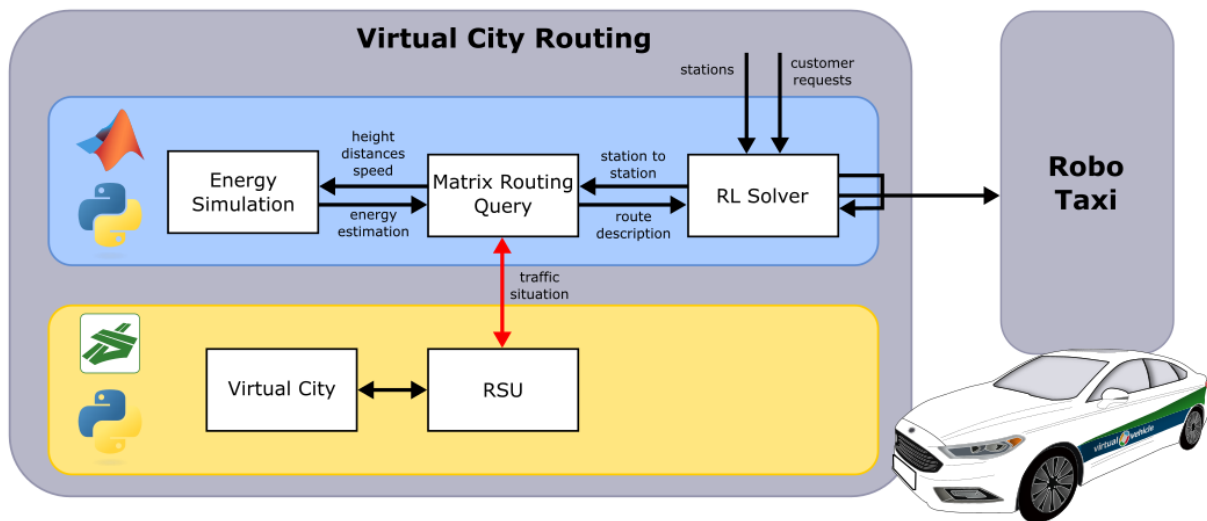 Virtual City Routing
stations
customer
requests
height
distances
speed
station to
station
Energy
Simulation
Matrix Routing
Query
RL Solver
energy
estimation
route
description
Robo
Taxi
traffic
situation
Virtual City
RSU
virtual vehicle